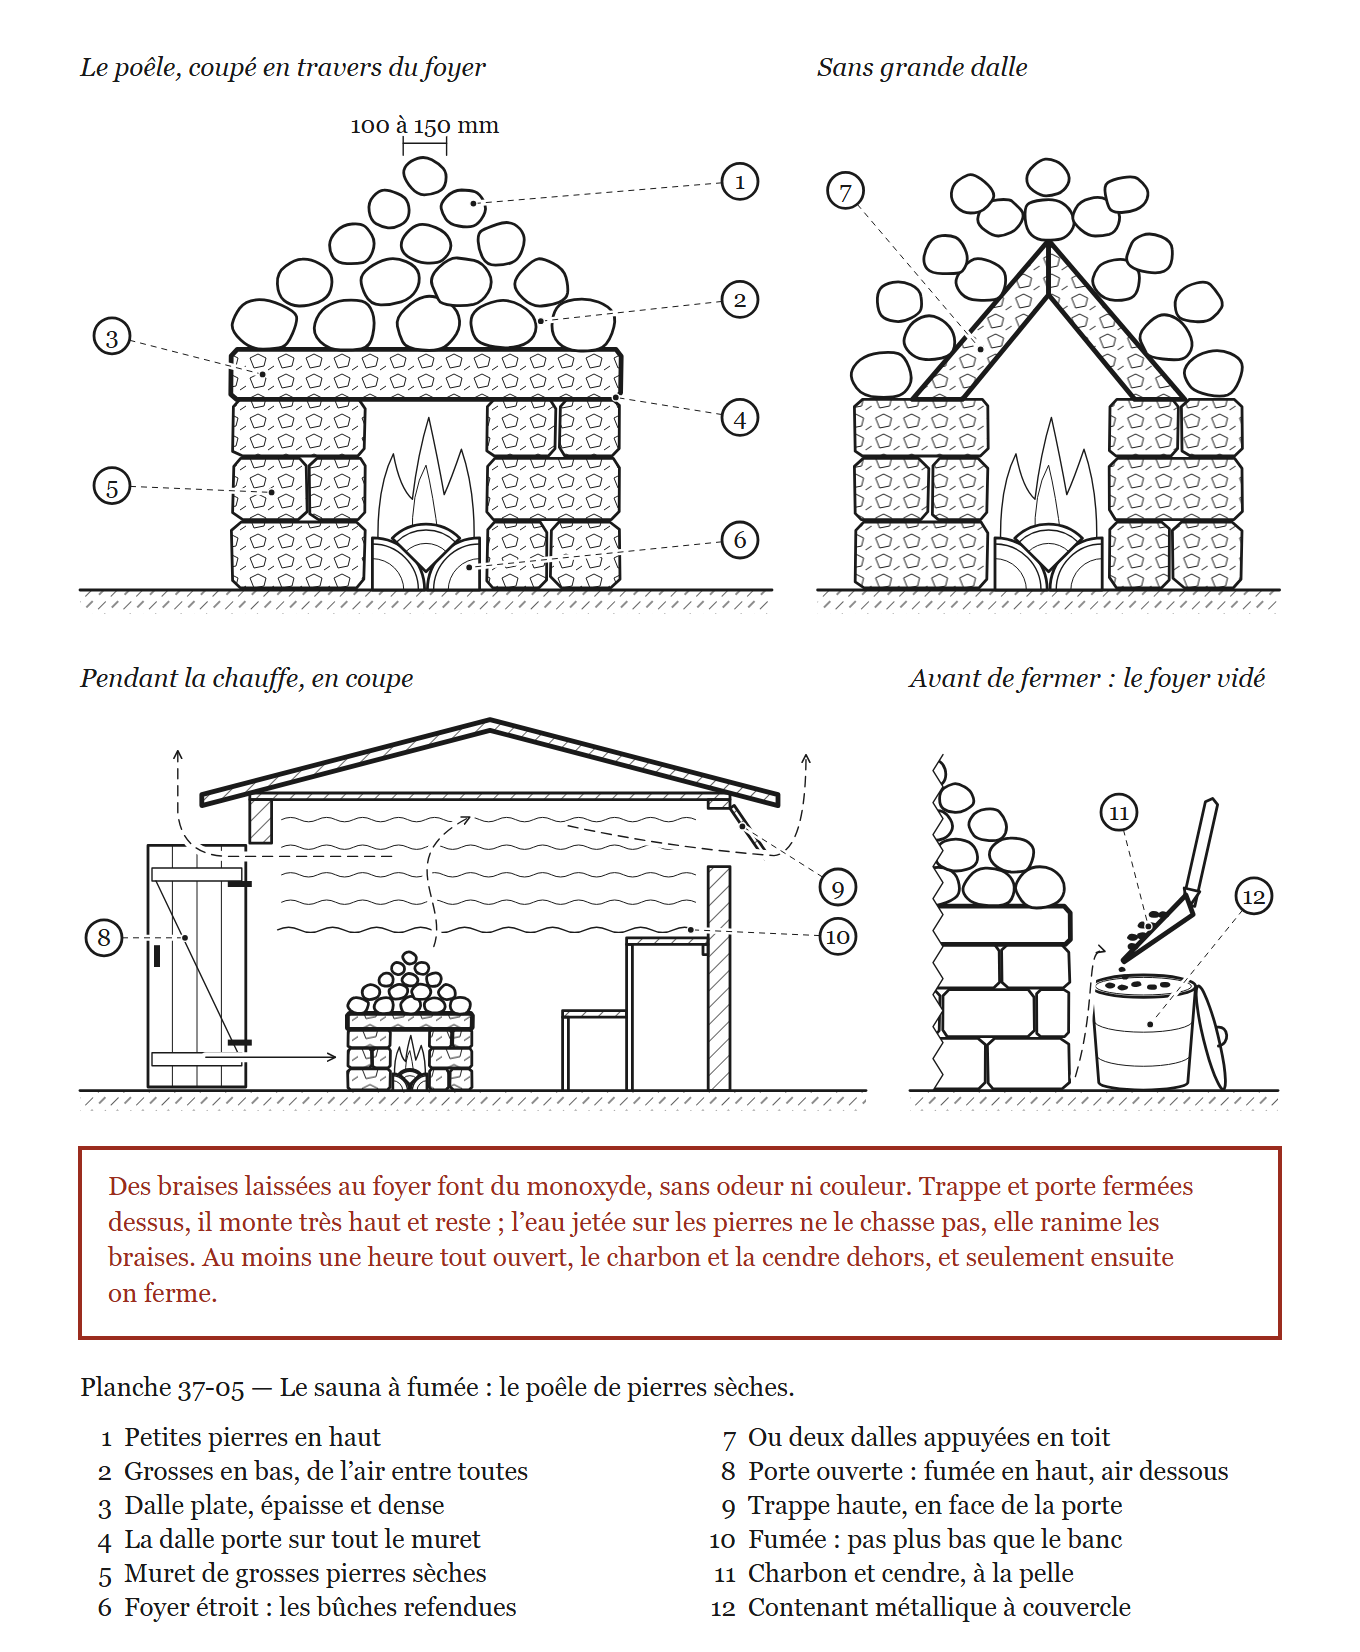 Le poêle, coupé en travers du foyer
Sans grande dalle
100 à 150 mm
1
7
2
3
4
5
6
Pendant la chauffe, en coupe
Avant de fermer : le foyer vidé
11
9
12
8
10
Des braises laissées au foyer font du monoxyde, sans odeur ni couleur. Trappe et porte fermées
dessus, il monte très haut et reste ; l’eau jetée sur les pierres ne le chasse pas, elle ranime les
braises. Au moins une heure tout ouvert, le charbon et la cendre dehors, et seulement ensuite
on ferme.
Planche 37-05 — Le sauna à fumée : le poêle de pierres sèches.
1 Petites pierres en haut
2 Grosses en bas, de l’air entre toutes
3 Dalle plate, épaisse et dense
4 La dalle porte sur tout le muret
5 Muret de grosses pierres sèches
6 Foyer étroit : les bûches refendues
7 Ou deux dalles appuyées en toit
8 Porte ouverte : fumée en haut, air dessous
9 Trappe haute, en face de la porte
10 Fumée : pas plus bas que le banc
11 Charbon et cendre, à la pelle
12 Contenant métallique à couvercle